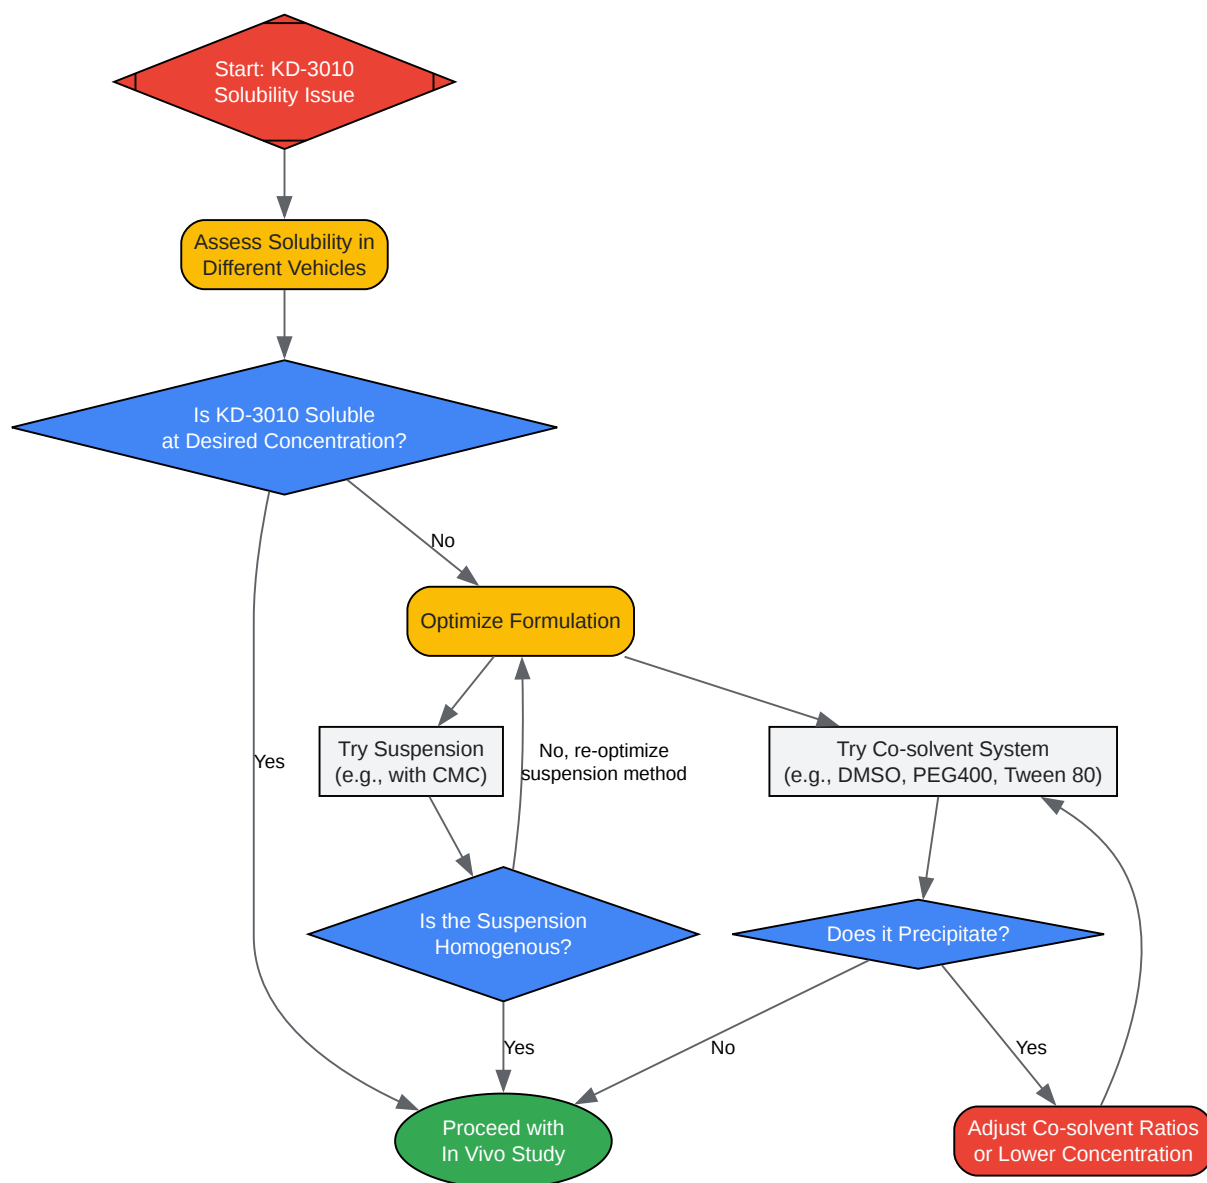 Start: KD-3010
Solubility Issue
Assess Solubility in
Different Vehicles
Is KD-3010 Soluble
at Desired Concentration?
No
Optimize Formulation
Yes
Try Suspension
(e.g., with CMC)
No, re-optimize
suspension method
Try Co-solvent System
(e.g., DMSO, PEG400, Tween 80)
Is the Suspension
Homogenous?
Does it Precipitate?
Yes
No
Yes
Proceed with
In Vivo Study
Adjust Co-solvent Ratios
or Lower Concentration